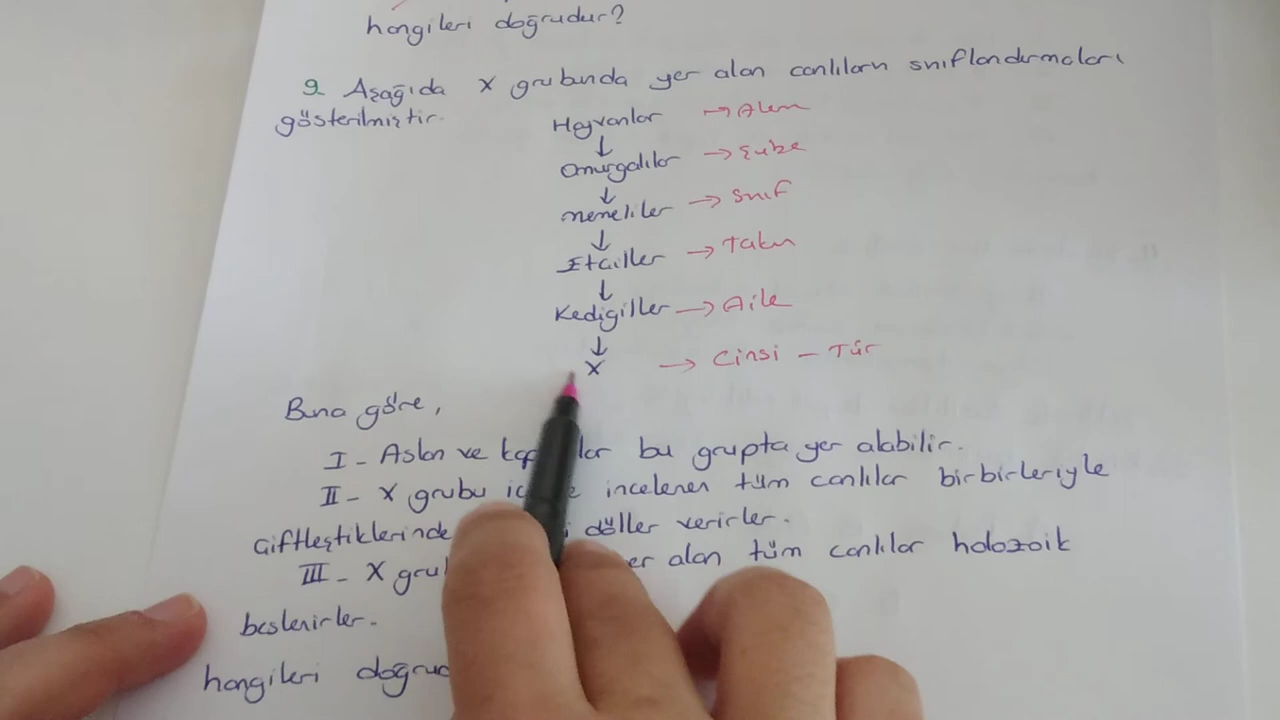 hangileri doğrudur?
9 Aşağıda X grubunda yer alan canlıların sınıflandırmaları
gösterilmiştir.
Hayvanlar → Alem
↓
Omurgalılar → Şube
↓
Memeliler → Sınıf
↓
Etçiller → Takım
↓
Kedigiller → Aile
↓
X → Cinsi - Tür
Buna göre,
I - Aslan ve lar bu grupta yer alabilir.
II - X grubu incelenen tüm canlılar birbirleriyle
çiftleştiklerinde döller verirler.
III - X alan tüm canlılar holozoik
beslenirler.
hangileri